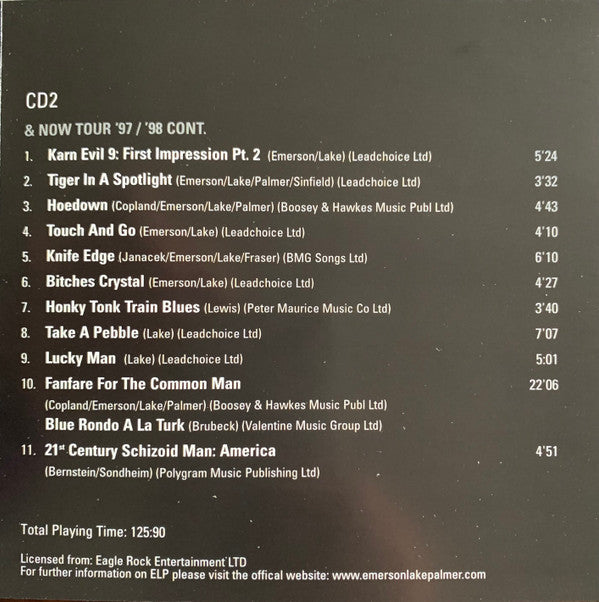 CD2
& NOW TOUR '97 / '98 CONT.
1. Karn Evil 9: First Impression Pt. 2 (Emerson/Lake) (Leadchoice Ltd) 5'24
2. Tiger In A Spotlight (Emerson/Lake/Palmer/Sinfield) (Leadchoice Ltd) 3'32
3. Hoedown (Copland/Emerson/Lake/Palmer) (Boosey & Hawkes Music Publ Ltd) 4'43
4. Touch And Go (Emerson/Lake) (Leadchoice Ltd) 4'10
5. Knife Edge (Janacek/Emerson/Lake/Fraser) (BMG Songs Ltd) 6'10
6. Bitches Crystal (Emerson/Lake) (Leadchoice Ltd) 4'27
7. Honky Tonk Train Blues (Lewis) (Peter Maurice Music Co Ltd) 3'40
8. Take A Pebble (Lake) (Leadchoice Ltd) 7'07
9. Lucky Man (Lake) (Leadchoice Ltd) 5:01
10. Fanfare For The Common Man 22'06
(Copland/Emerson/Lake/Palmer) (Boosey & Hawkes Music Publ Ltd)
Blue Rondo A La Turk (Brubeck) (Valentine Music Group Ltd)
11. 21st Century Schizoid Man: America 4'51
(Bernstein/Sondheim) (Polygram Music Publishing Ltd)
Total Playing Time: 125:90
Licensed from: Eagle Rock Entertainment LTD
For further information on ELP please visit the offical website: www.emersonlakepalmer.com